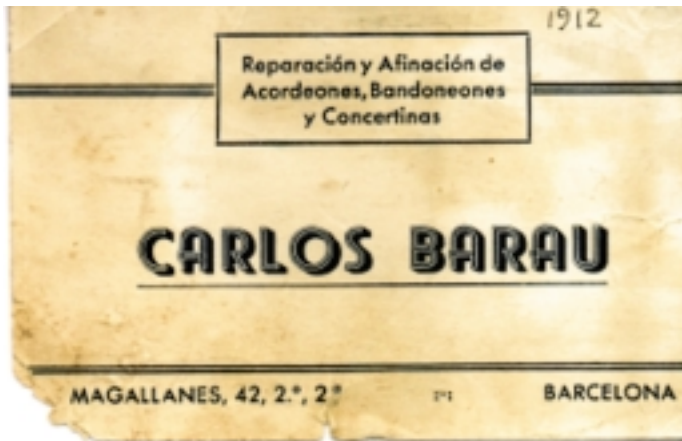 1912
Reparación y Afinación de
Acordeones, Bandoneones
y Concertinas
CARLOS BARAU
MAGALLANES, 42, 2.º, 2.ª BARCELONA